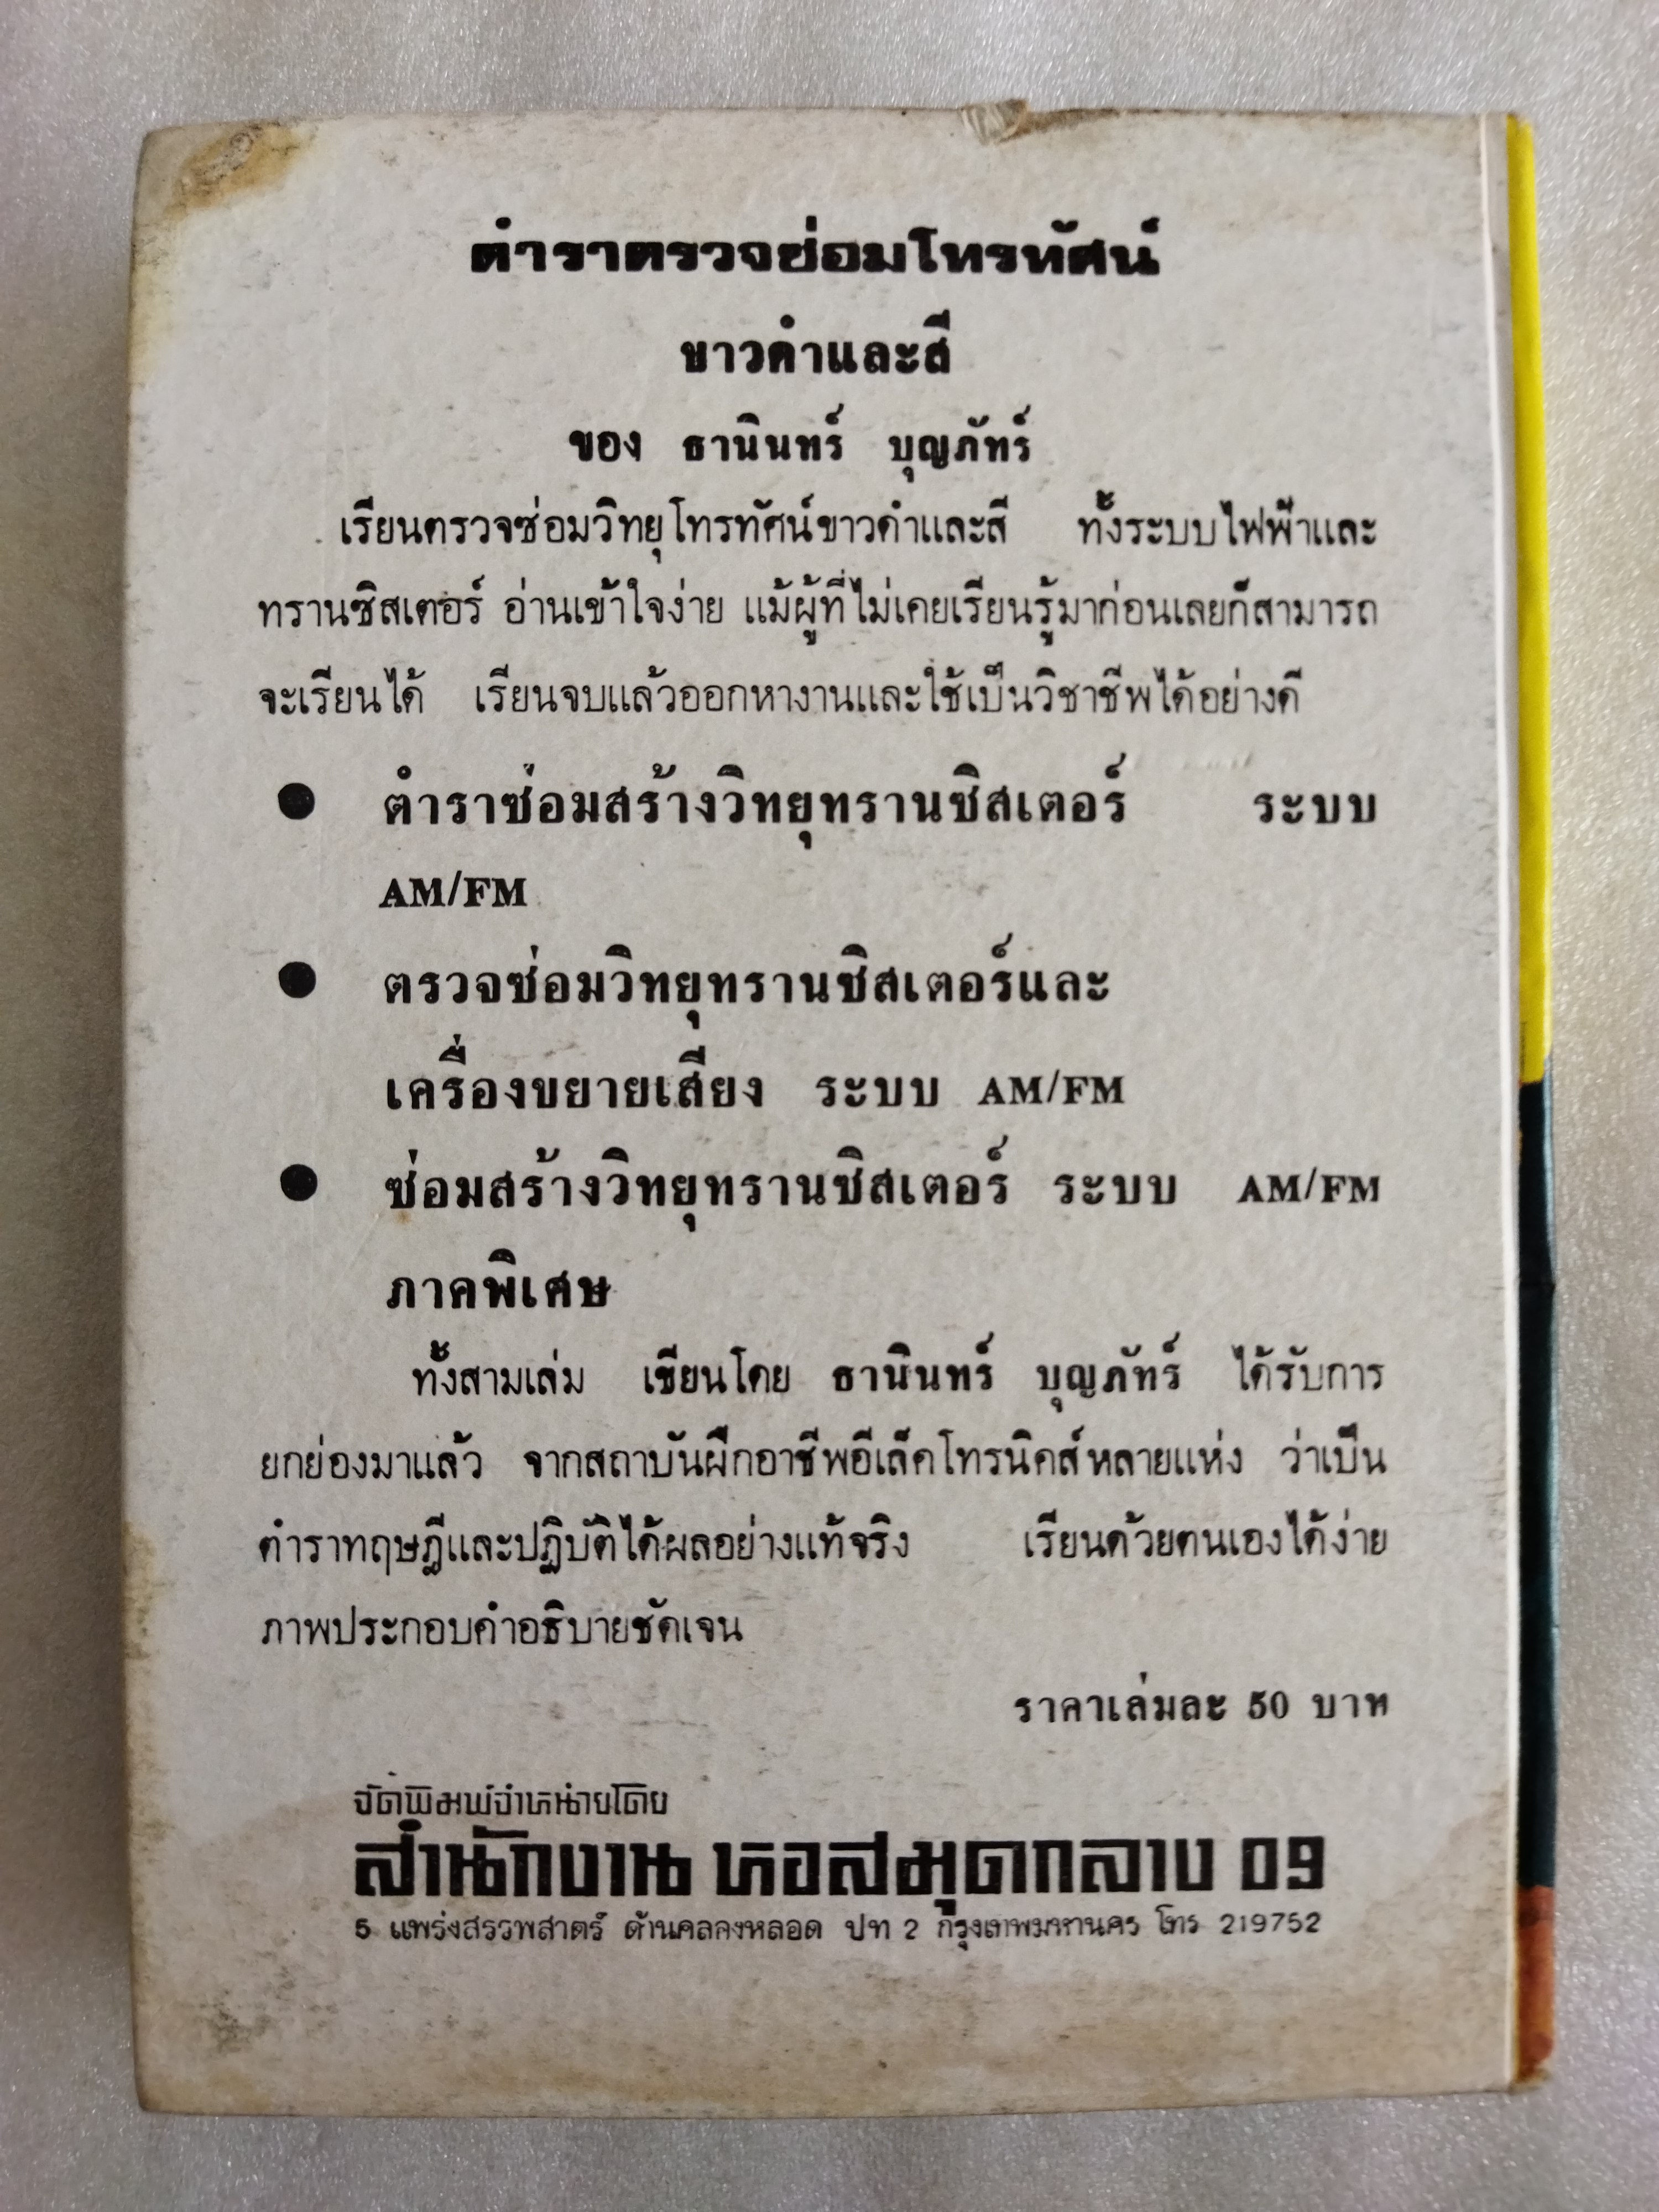 ตำราตรวจซ่อมโทรทัศน์
ขาวดำและสี
ของ ธานินทร์ บุญภัทร์
เรียนตรวจซ่อมวิทยุโทรทัศน์ขาวดำและสี ทั้งระบบไฟฟ้าและ
ทรานซิสเตอร์ อ่านเข้าใจง่าย แม้ผู้ที่ไม่เคยเรียนรู้มาก่อนเลยก็สามารถ
จะเรียนได้ เรียนจบแล้วออกหางานและใช้เป็นวิชาชีพได้อย่างดี
● ตำราซ่อมสร้างวิทยุทรานซิสเตอร์ ระบบ
AM/FM
● ตรวจซ่อมวิทยุทรานซิสเตอร์และ
เครื่องขยายเสียง ระบบ AM/FM
● ซ่อมสร้างวิทยุทรานซิสเตอร์ ระบบ AM/FM
ภาคพิเศษ
ทั้งสามเล่ม เขียนโดย ธานินทร์ บุญภัทร์ ได้รับการ
ยกย่องมาแล้ว จากสถาบันฝึกอาชีพอีเล็คโทรนิคส์หลายแห่ง ว่าเป็น
ตำราทฤษฎีและปฏิบัติได้ผลอย่างแท้จริง เรียนด้วยตนเองได้ง่าย
ภาพประกอบคำอธิบายชัดเจน
ราคาเล่มละ 50 บาท
จัดพิมพ์จำหน่ายโดย
สำนักงาน หอสมุดกลาง 09
5 แพร่งสรรพสาตร์ ด้านคลองหลอด ปท 2 กรุงเทพมหานคร โทร 219752